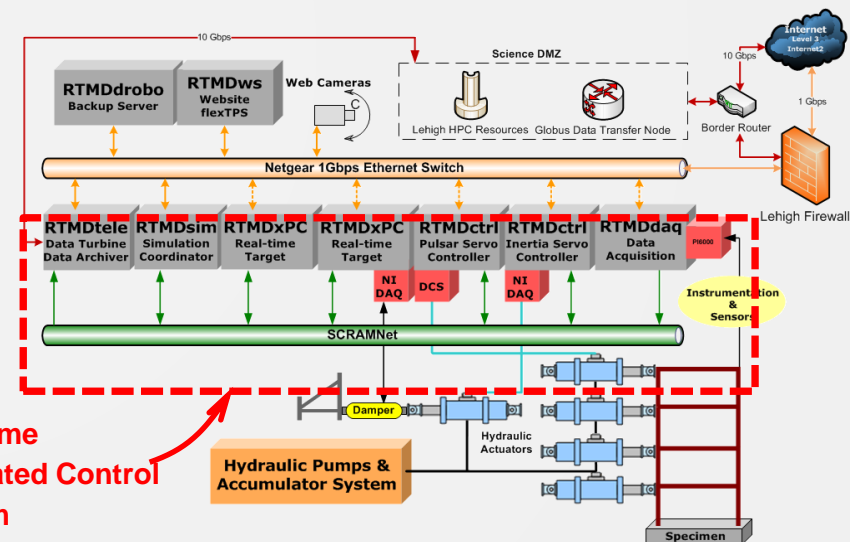 10 Gbps
Science DMZ
Internet
Level 3
Internet2
10 Gbps
1 Gbps
RTMDdrobo
Backup Server
RTMDws
Website
flexTPS
Web Cameras
C
Lehigh HPC Resources
Globus Data Transfer Node
Border Router
Netgear 1Gbps Ethernet Switch
Lehigh Firewall
RTMDtele
Data Turbine
Data Archiver
RTMDsim
Simulation
Coordinator
RTMDxPC
Real-time
Target
RTMDxPC
Real-time
Target
RTMDctrl
Pulsar Servo
Controller
RTMDctrl
Inertia Servo
Controller
RTMDdaq
Data
Acquisition
PI6000
NI
DAQ
DCS
NI
DAQ
Instrumentation
&
Sensors
SCRAMNet
Damper
Hydraulic
Actuators
me
ated Control
Hydraulic Pumps &
Accumulator System
Specimen